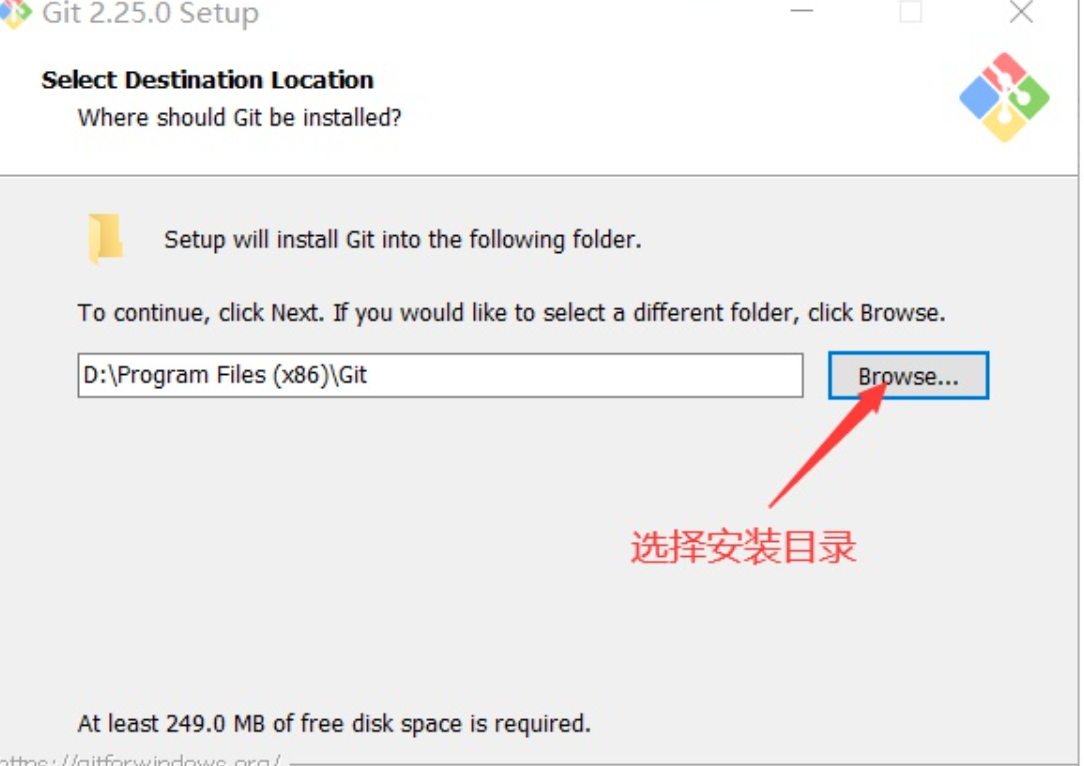 Git 2.25.0 Setup
Select Destination Location
Where should Git be installed?
Setup will install Git into the following folder.
To continue, click Next. If you would like to select a different folder, click Browse.
D:\Program Files (x86)\Git
Browse...
选择安装目录
At least 249.0 MB of free disk space is required.
https://gitforwindows.org/